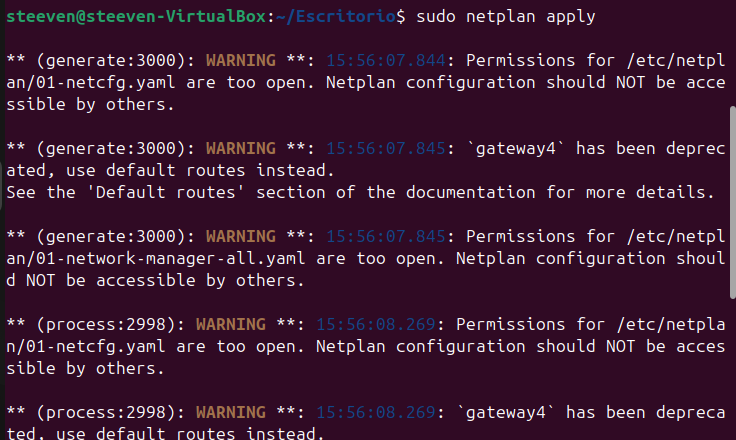 steeven@steeven-VirtualBox:~/Escritorio$ sudo netplan apply
** (generate:3000): WARNING **: 15:56:07.844: Permissions for /etc/netpl
an/01-netcfg.yaml are too open. Netplan configuration should NOT be acce
ssible by others.
** (generate:3000): WARNING **: 15:56:07.845: `gateway4` has been deprec
ated, use default routes instead.
See the 'Default routes' section of the documentation for more details.
** (generate:3000): WARNING **: 15:56:07.845: Permissions for /etc/netpl
an/01-network-manager-all.yaml are too open. Netplan configuration shoul
d NOT be accessible by others.
** (process:2998): WARNING **: 15:56:08.269: Permissions for /etc/netpla
n/01-netcfg.yaml are too open. Netplan configuration should NOT be acces
sible by others.
** (process:2998): WARNING **: 15:56:08.269: `gateway4` has been depreca
ted, use default routes instead.